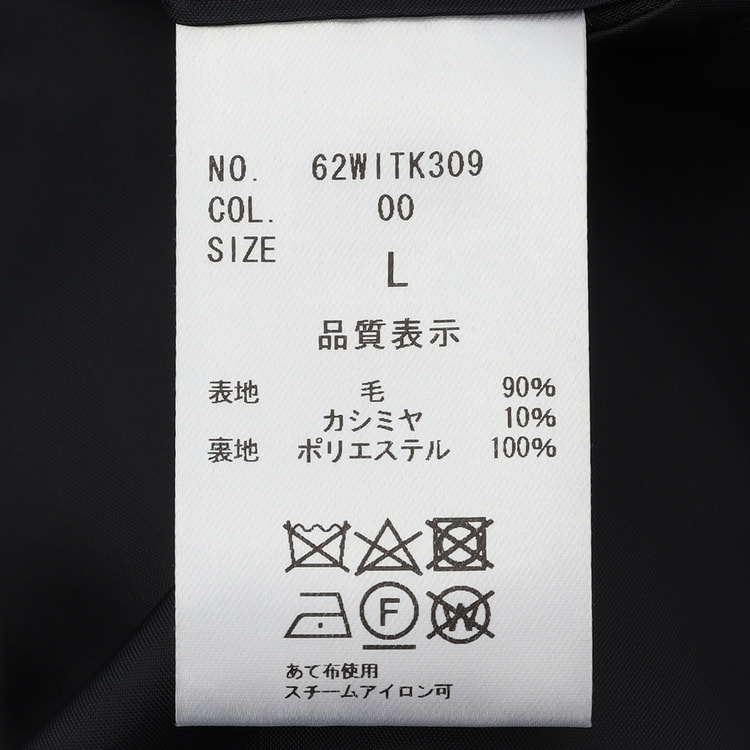 NO. 62WITK309
COL. 00
SIZE L
品質表示
表地 毛 90%
カシミヤ 10%
裏地 ポリエステル 100%
F W
あて布使用
スチームアイロン可